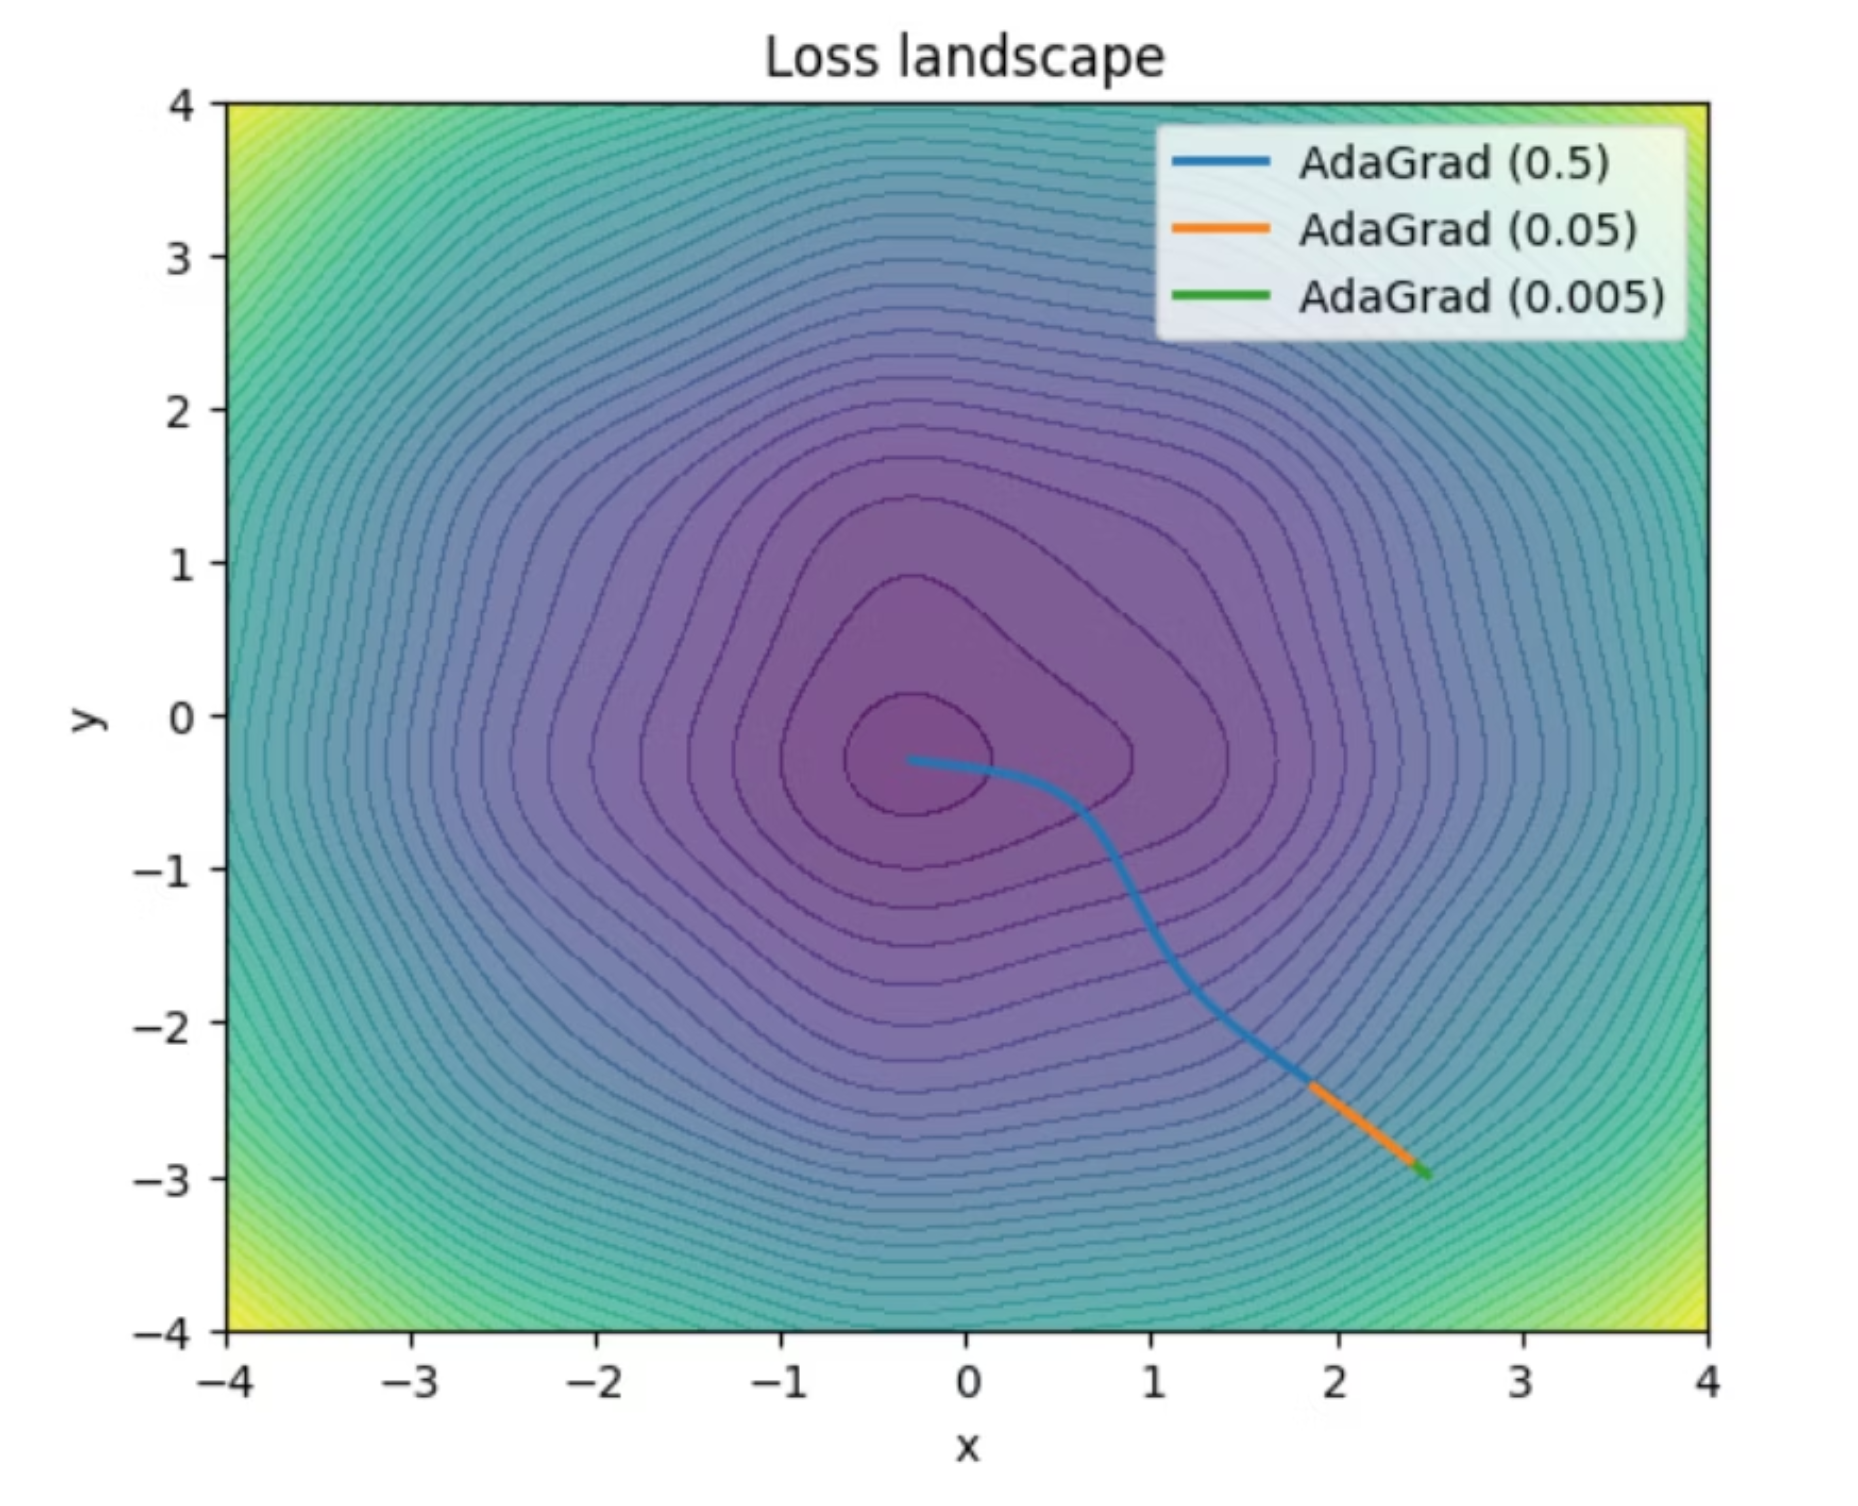 Loss landscape
4
3
2
1
0
−1
−2
−3
−4
y
AdaGrad (0.5)
AdaGrad (0.05)
AdaGrad (0.005)
−4 −3 −2 −1 0 1 2 3 4
x